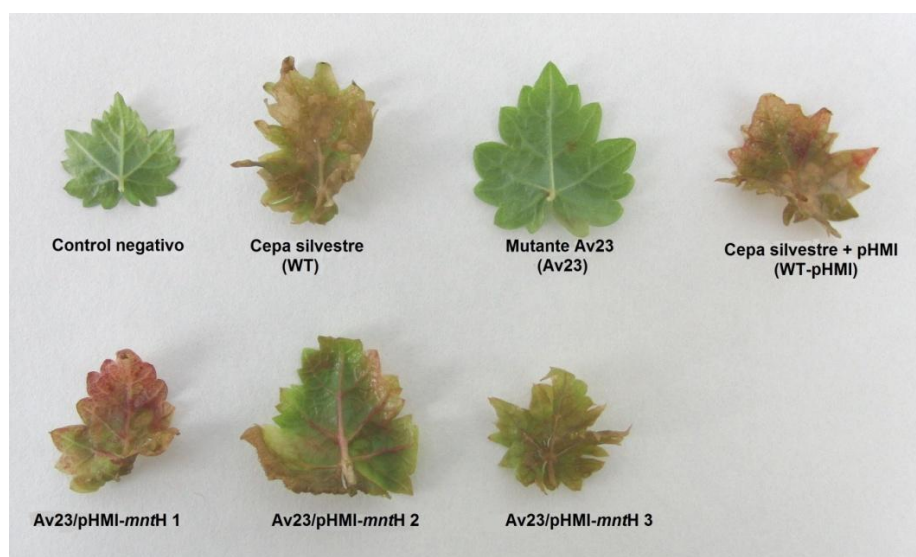 Control negativo
Cepa silvestre
(WT)
Mutante Av23
(Av23)
Cepa silvestre + pHMI
(WT-pHMI)
Av23/pHMI-mntH 1
Av23/pHMI-mntH 2
Av23/pHMI-mntH 3